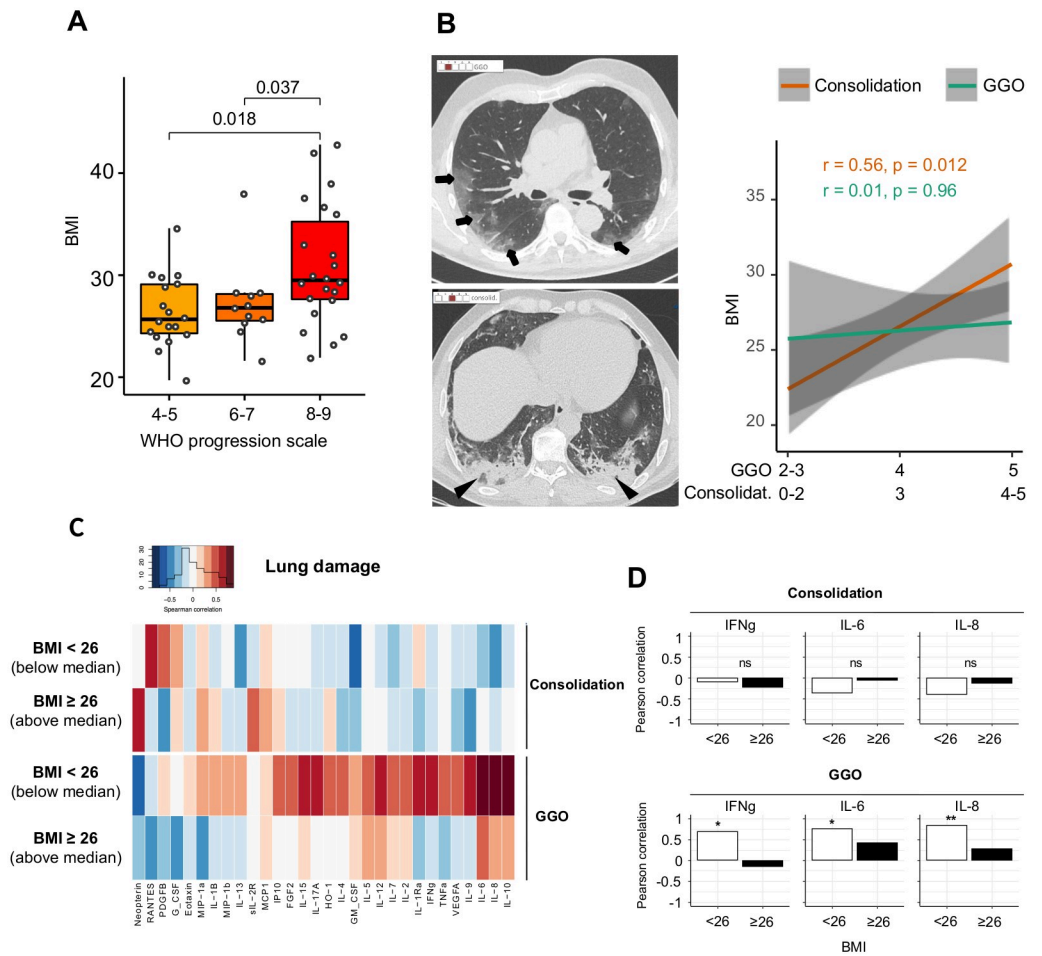 A
0.037
0.018
40
30
20
BMI
4-5
6-7
8-9
WHO progression scale
B
GGO
consolid.
Consolidation
GGO
r = 0.56, p = 0.012
r = 0.01, p = 0.96
35
30
25
20
BMI
GGO 2-3 4 5
Consolidat. 0-2 3 4-5
C
30
20
10
0
-0.5 0 0.5
Spearman correlation
Lung damage
BMI < 26
(below median)
BMI ≥ 26
(above median)
Consolidation
BMI < 26
(below median)
BMI ≥ 26
(above median)
GGO
Neopterin
RANTES
PDGFB
G_CSF
Eotaxin
MIP-1a
IL-1B
MIP-1b
IL-13
sIL-2R
MCP1
IP10
FGF2
IL-15
IL-17A
HO-1
IL-4
GM_CSF
IL-5
IL-12
IL-7
IL-2
IL-1Ra
IFNg
TNFa
VEGFA
IL-9
IL-6
IL-8
IL-10
D
Consolidation
IFNg IL-6 IL-8
Pearson correlation
1
0.5
0
-0.5
-1
ns ns ns
<26 ≥26 <26 ≥26 <26 ≥26
GGO
IFNg IL-6 IL-8
Pearson correlation
1
0.5
0
-0.5
-1
* * **
<26 ≥26 <26 ≥26 <26 ≥26
BMI